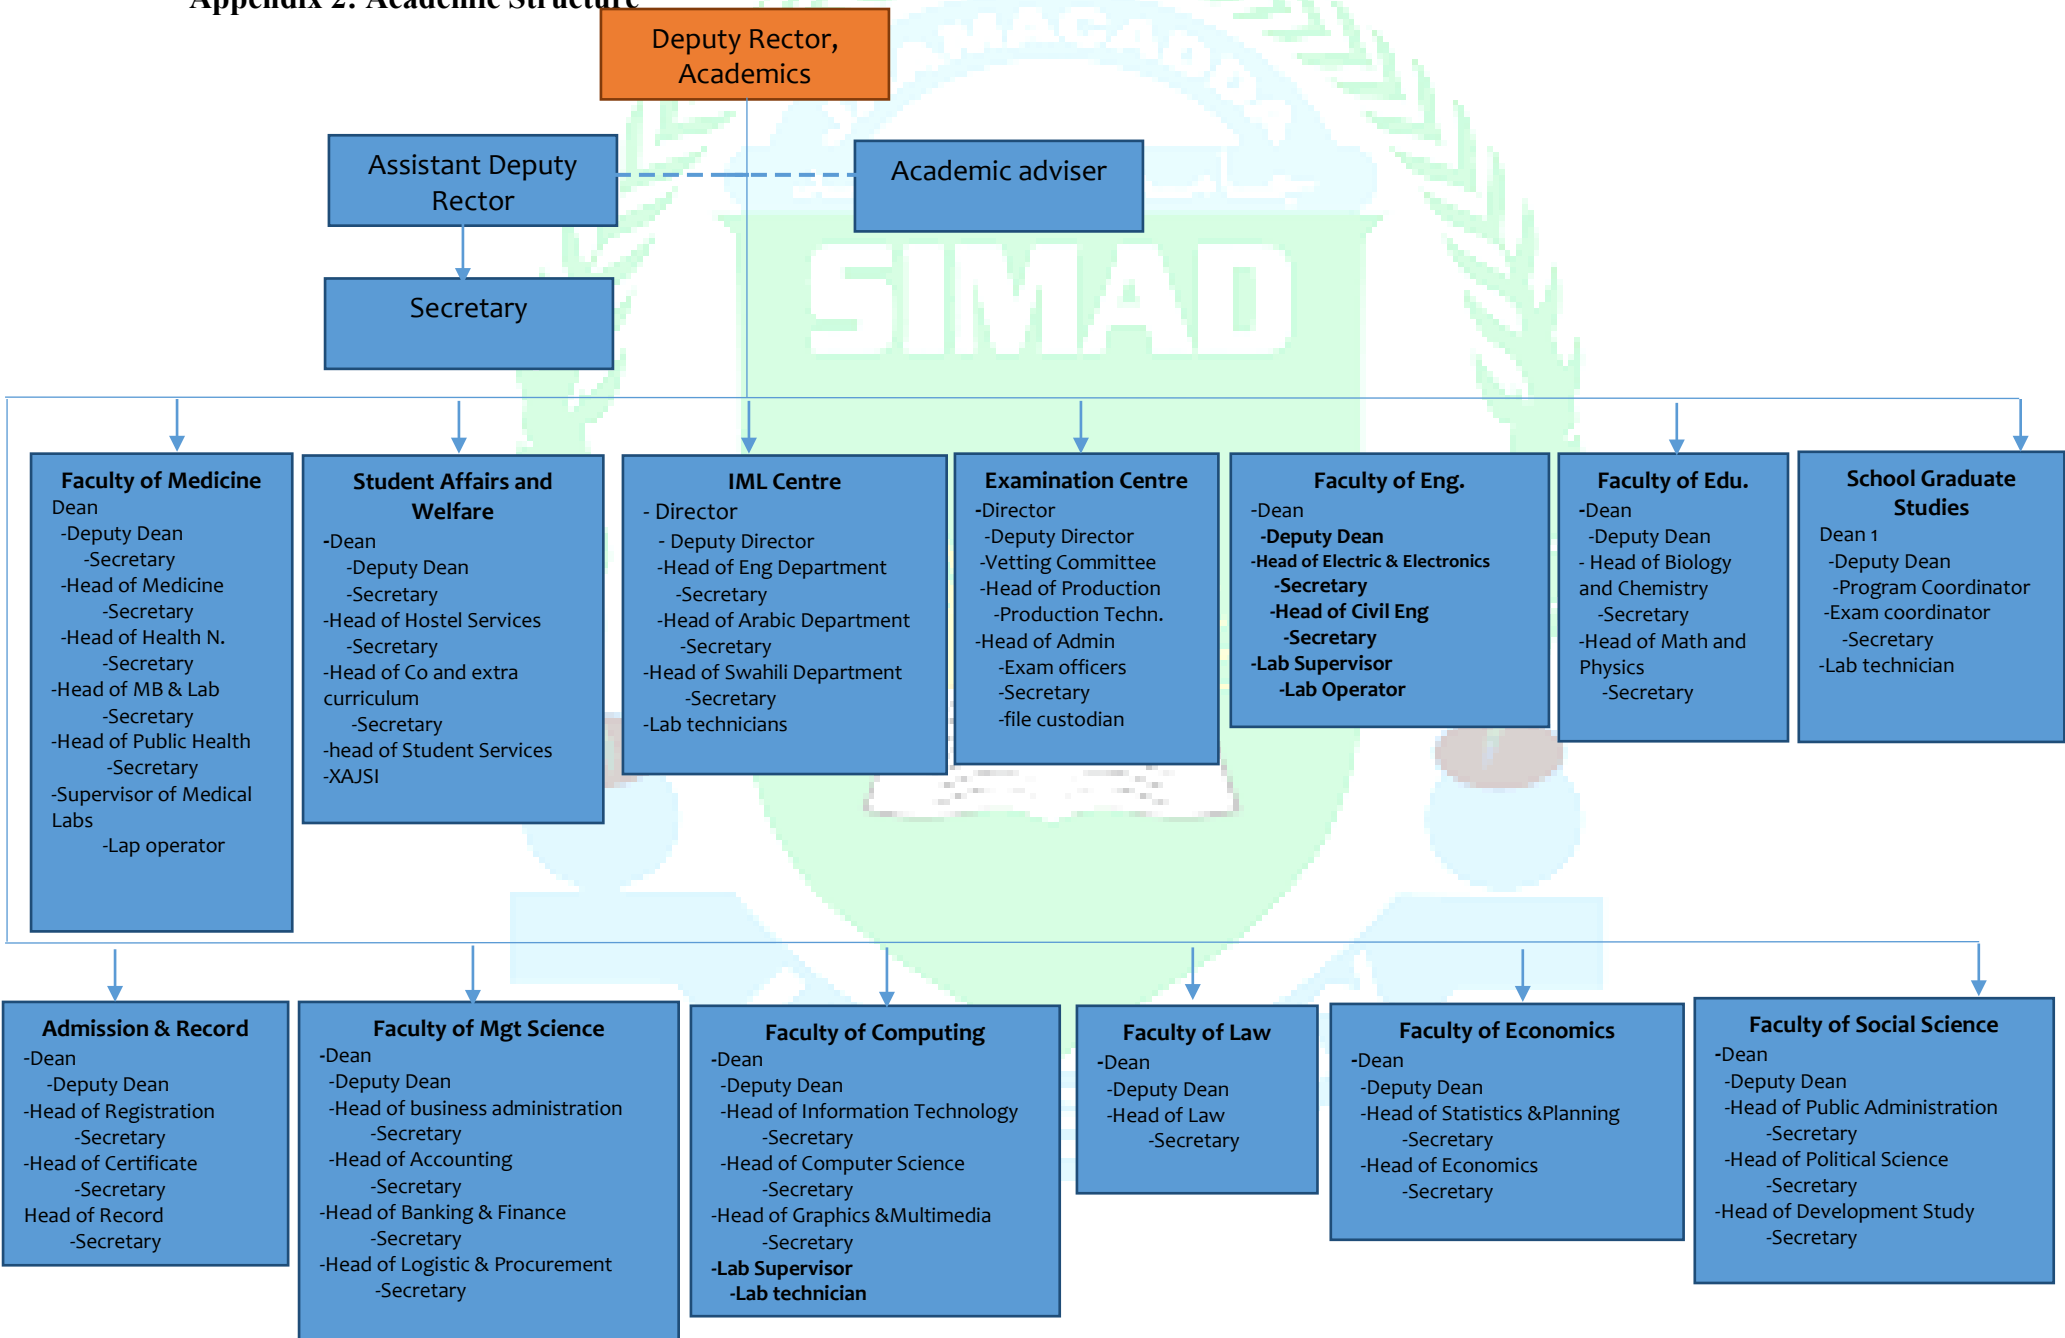 Appendix 2: Academic Structure
Deputy Rector,
Academics
Assistant Deputy
Rector
Academic adviser
Secretary
SIMAD
Faculty of Medicine
Dean
-Deputy Dean
-Secretary
-Head of Medicine
-Secretary
-Head of Health N.
-Secretary
-Head of MB & Lab
-Secretary
-Head of Public Health
-Secretary
-Supervisor of Medical
Labs
-Lap operator
Student Affairs and
Welfare
-Dean
-Deputy Dean
-Secretary
-Head of Hostel Services
-Secretary
-Head of Co and extra
curriculum
-Secretary
-head of Student Services
-XAJSI
IML Centre
- Director
- Deputy Director
-Head of Eng Department
-Secretary
-Head of Arabic Department
-Secretary
-Head of Swahili Department
-Secretary
-Lab technicians
Examination Centre
-Director
-Deputy Director
-Vetting Committee
-Head of Production
-Production Techn.
-Head of Admin
-Exam officers
-Secretary
-file custodian
Faculty of Eng.
-Dean
-Deputy Dean
-Head of Electric & Electronics
-Secretary
-Head of Civil Eng
-Secretary
-Lab Supervisor
-Lab Operator
Faculty of Edu.
-Dean
-Deputy Dean
- Head of Biology
and Chemistry
-Secretary
-Head of Math and
Physics
-Secretary
School Graduate
Studies
Dean 1
-Deputy Dean
-Program Coordinator
-Exam coordinator
-Secretary
-Lab technician
Admission & Record
-Dean
-Deputy Dean
-Head of Registration
-Secretary
-Head of Certificate
-Secretary
Head of Record
-Secretary
Faculty of Mgt Science
-Dean
-Deputy Dean
-Head of business administration
-Secretary
-Head of Accounting
-Secretary
-Head of Banking & Finance
-Secretary
-Head of Logistic & Procurement
-Secretary
Faculty of Computing
-Dean
-Deputy Dean
-Head of Information Technology
-Secretary
-Head of Computer Science
-Secretary
-Head of Graphics &Multimedia
-Secretary
-Lab Supervisor
-Lab technician
Faculty of Law
-Dean
-Deputy Dean
-Head of Law
-Secretary
Faculty of Economics
-Dean
-Deputy Dean
-Head of Statistics &Planning
-Secretary
-Head of Economics
-Secretary
Faculty of Social Science
-Dean
-Deputy Dean
-Head of Public Administration
-Secretary
-Head of Political Science
-Secretary
-Head of Development Study
-Secretary